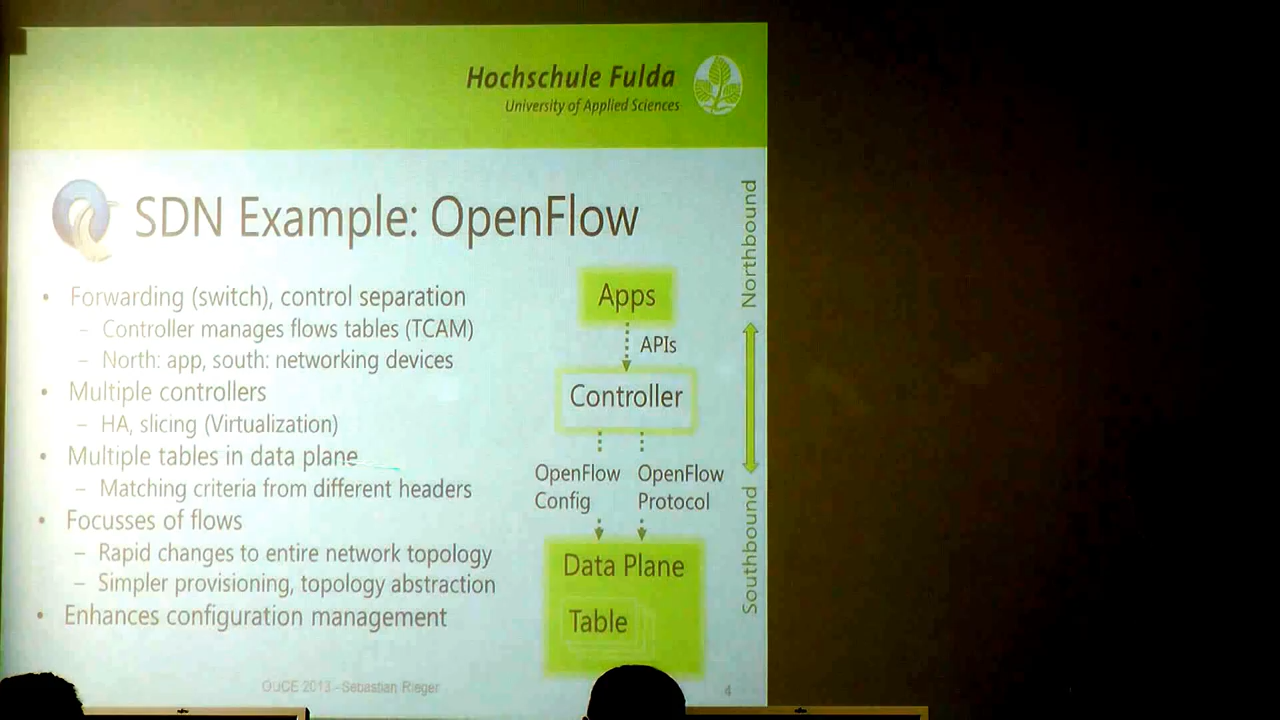 Hochschule Fulda
University of Applied Sciences
SDN Example: OpenFlow
• Forwarding (switch), control separation
– Controller manages flows tables (TCAM)
– North: app, south: networking devices
• Multiple controllers
– HA, slicing (Virtualization)
• Multiple tables in data plane
– Matching criteria from different headers
• Focusses of flows
– Rapid changes to entire network topology
– Simpler provisioning, topology abstraction
• Enhances configuration management
Apps
APIs
Controller
OpenFlow
Config
OpenFlow
Protocol
Data Plane
Table
Northbound
Southbound
OuCE 2013 - Sebastian Rieger
4